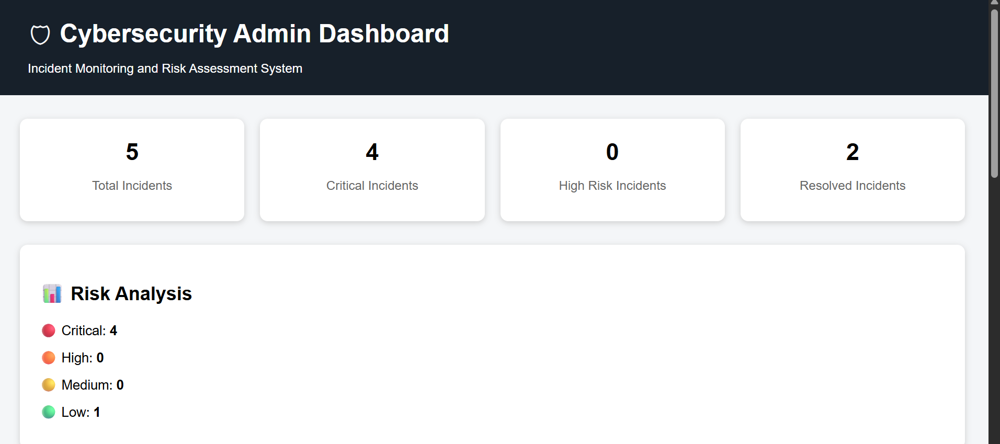 Cybersecurity Admin Dashboard
Incident Monitoring and Risk Assessment System
5
Total Incidents
4
Critical Incidents
0
High Risk Incidents
2
Resolved Incidents
Risk Analysis
Critical: 4
High: 0
Medium: 0
Low: 1